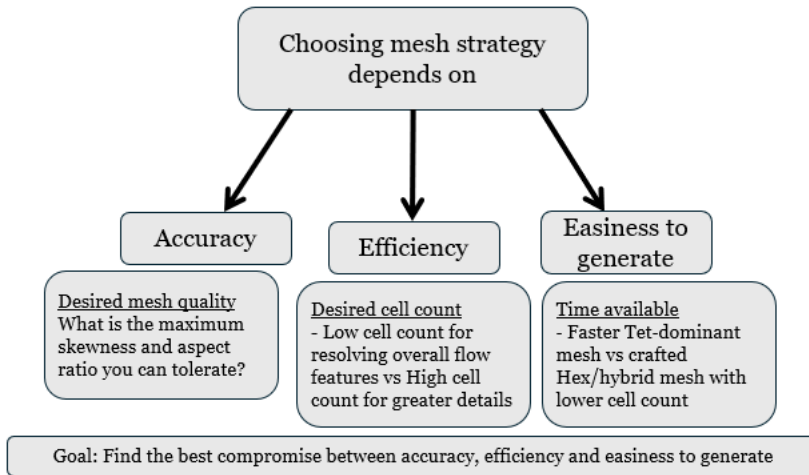 Choosing mesh strategy
depends on
Accuracy
Desired mesh quality
What is the maximum
skewness and aspect
ratio you can tolerate?
Efficiency
Desired cell count
- Low cell count for
resolving overall flow
features vs High cell
count for greater details
Easiness to
generate
Time available
- Faster Tet-dominant
mesh vs crafted
Hex/hybrid mesh with
lower cell count
Goal: Find the best compromise between accuracy, efficiency and easiness to generate